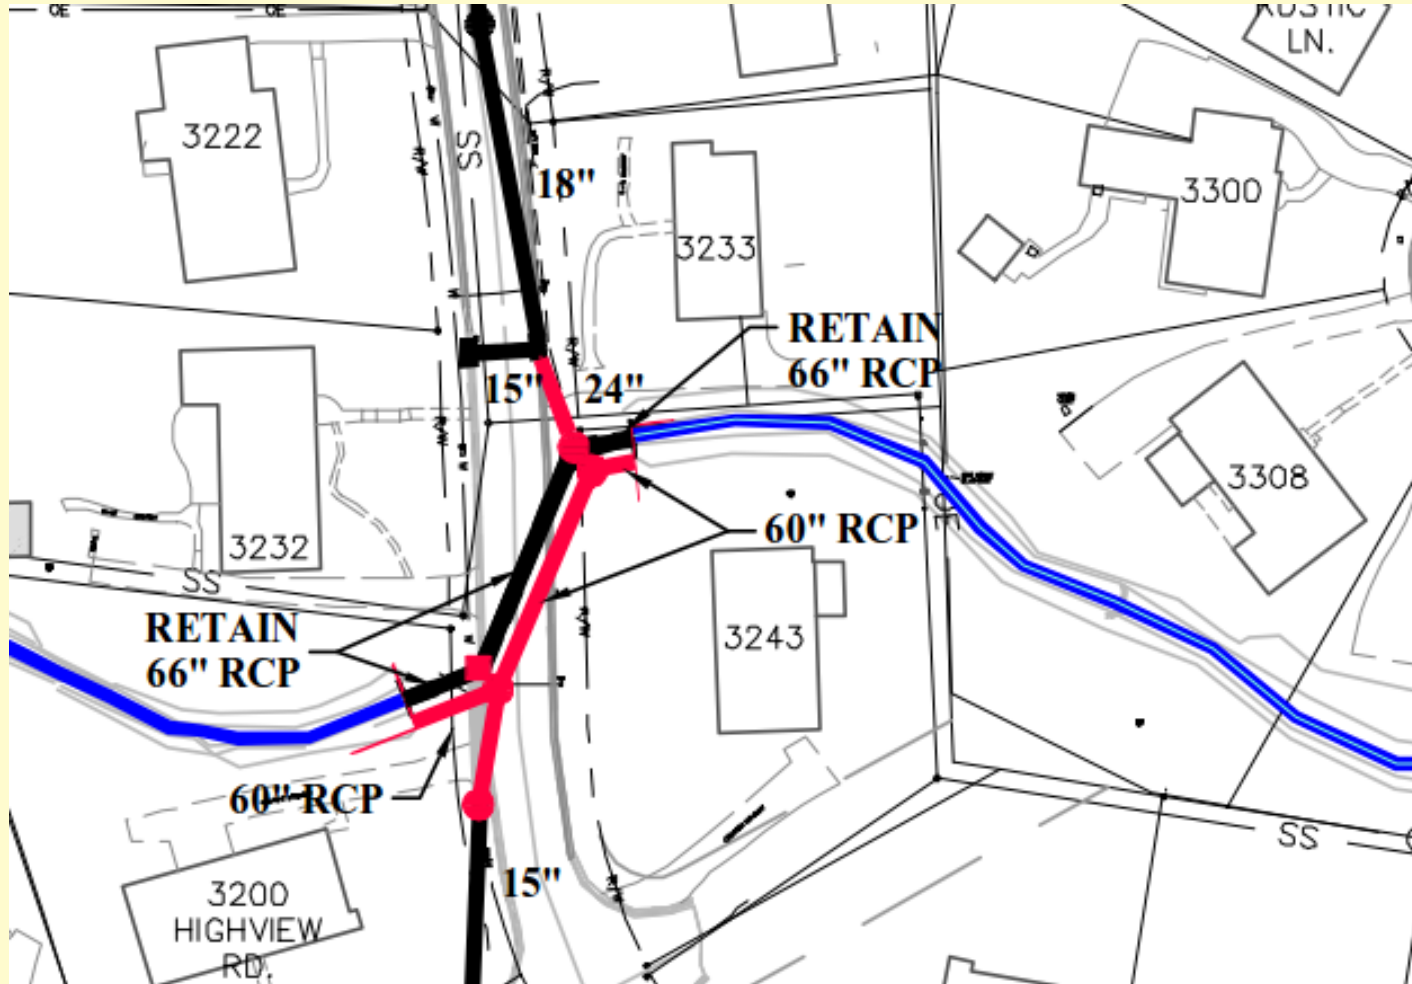 OE
OE
RUSTIC
LN.
3222
SS
R/W
R/W
18"
3300
3233
RETAIN
66" RCP
R/W
15"
24"
R/W
3308
OE
60" RCP
3232
SS
RETAIN
66" RCP
R/W
3243
60" RCP
SS
15"
R/W
3200
HIGHVIEW
RD.